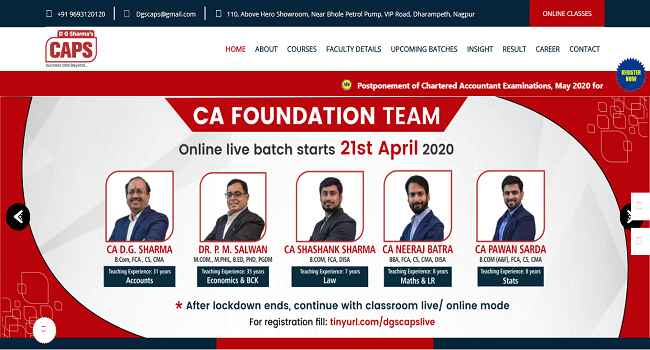 +91 9693120120
Dgscaps@gmail.com
110, Above Hero Showroom, Near Bhole Petrol Pump, VIP Road, Dharampeth, Nagpur
ONLINE CLASSES
D G Sharma's
CAPS
Success and Beyond...
HOME ABOUT COURSES FACULTY DETAILS UPCOMING BATCHES INSIGHT RESULT CAREER CONTACT
REGISTER
NOW
Postponement of Chartered Accountant Examinations, May 2020 for
CA FOUNDATION TEAM
Online live batch starts 21st April 2020
CA D.G. SHARMA
B.Com, FCA , CS, CMA
Teaching Experience: 31 years
Accounts
DR. P. M. SALWAN
M.COM., M.PHIL, B.ED, PHD, PGDM
Teaching Experience: 35 years
Economics & BCK
CA SHASHANK SHARMA
B.COM, FCA, DISA
Teaching Experience: 7 years
Law
CA NEERAJ BATRA
BBA, FCA, CS, CMA, DISA
Teaching Experience: 8 years
Maths & LR
CA PAWAN SARDA
B.COM (ABF), FCA, CS, CMA
Teaching Experience: 8 years
Stats
* After lockdown ends, continue with classroom live/ online mode
For registration fill: tinyurl.com/dgscapslive